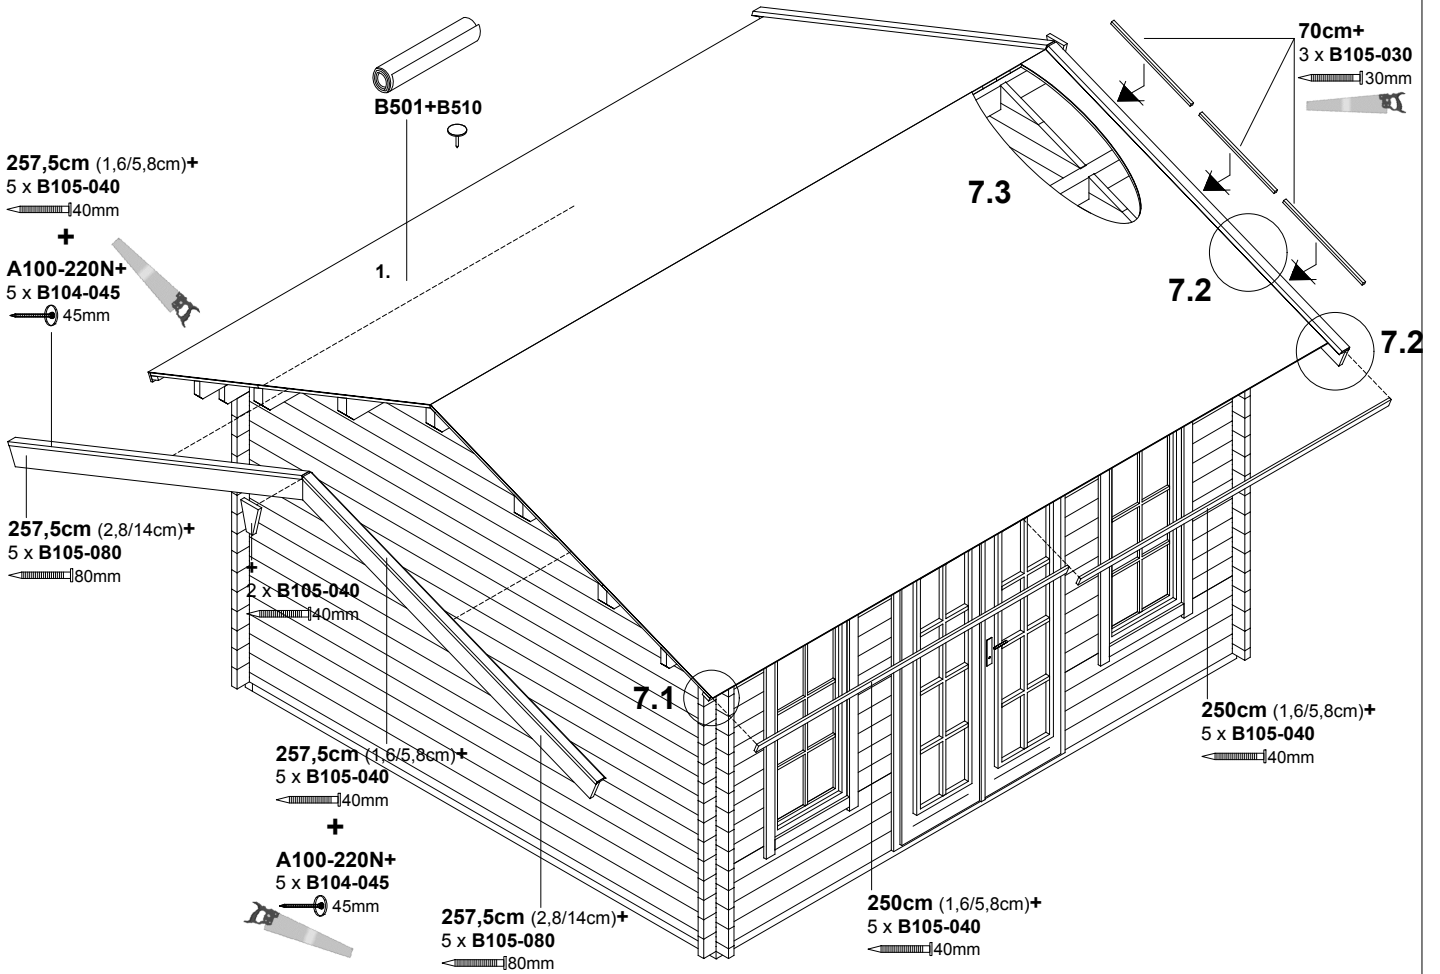 B501+B510
70cm+
3 x B105-030
30mm
257,5cm (1,6/5,8cm)+
5 x B105-040
40mm
+
A100-220N+
5 x B104-045
45mm
1.
7.3
7.2
7.2
257,5cm (2,8/14cm)+
5 x B105-080
80mm
+
2 x B105-040
40mm
7.1
257,5cm (1,6/5,8cm)+
5 x B105-040
40mm
+
A100-220N+
5 x B104-045
45mm
257,5cm (2,8/14cm)+
5 x B105-080
80mm
250cm (1,6/5,8cm)+
5 x B105-040
40mm
250cm (1,6/5,8cm)+
5 x B105-040
40mm